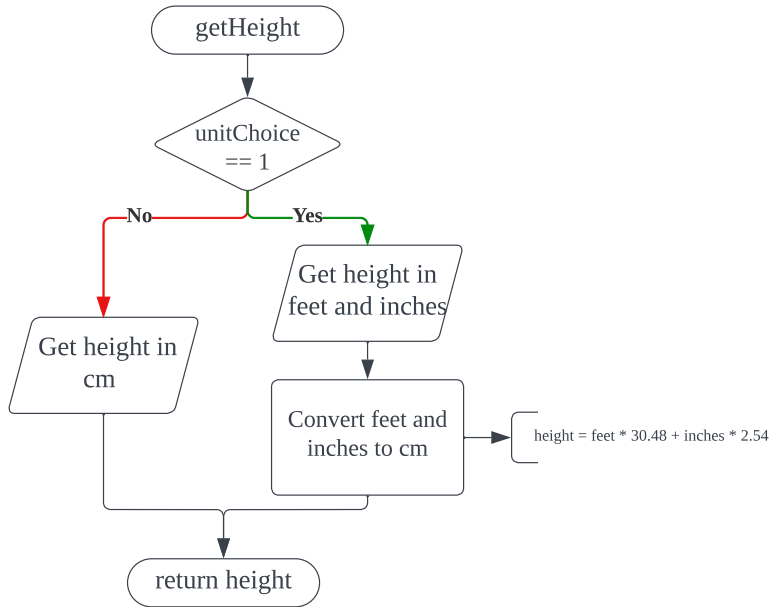 getHeight
unitChoice
== 1
No
Yes
Get height in
feet and inches
Get height in
cm
Convert feet and
inches to cm
height = feet * 30.48 + inches * 2.54
return height